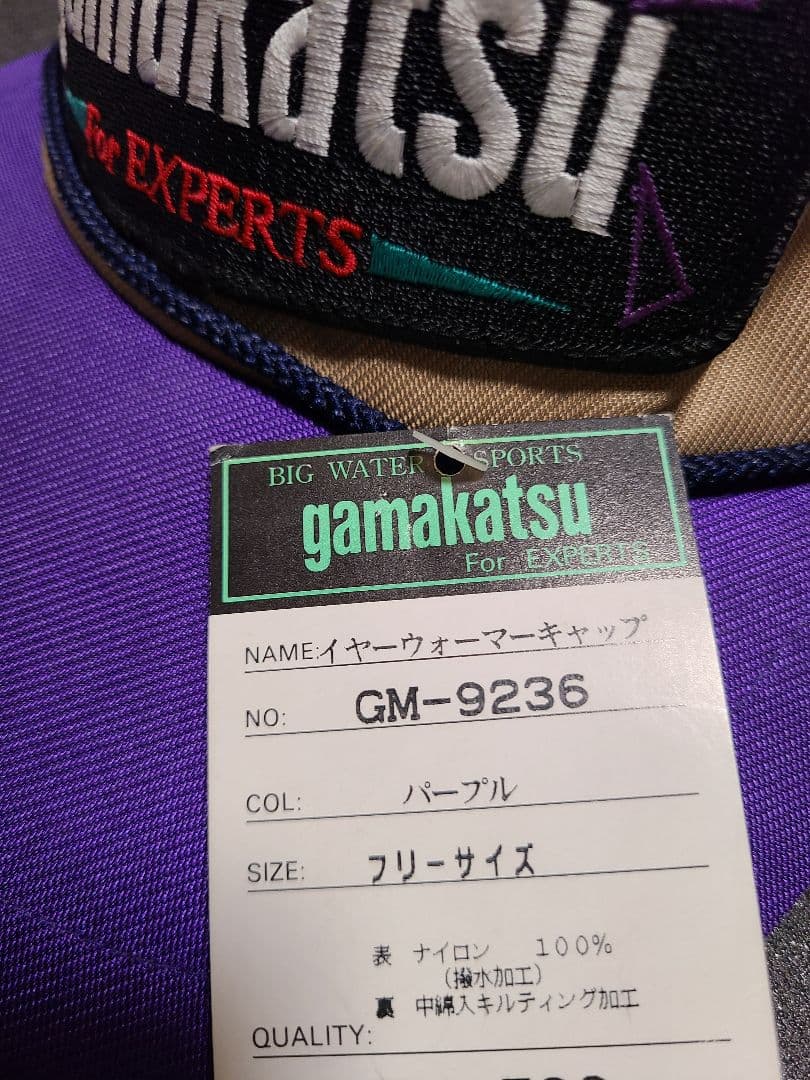 For EXPERTS
BIG WATER SPORTS
gamakatsu
For EXPERTS
NAME:イヤーウォーマーキャップ
NO: GM-9236
COL: パープル
SIZE: フリーサイズ
表 ナイロン 100%
(撥水加工)
裏 中綿入キルティング加工
QUALITY: